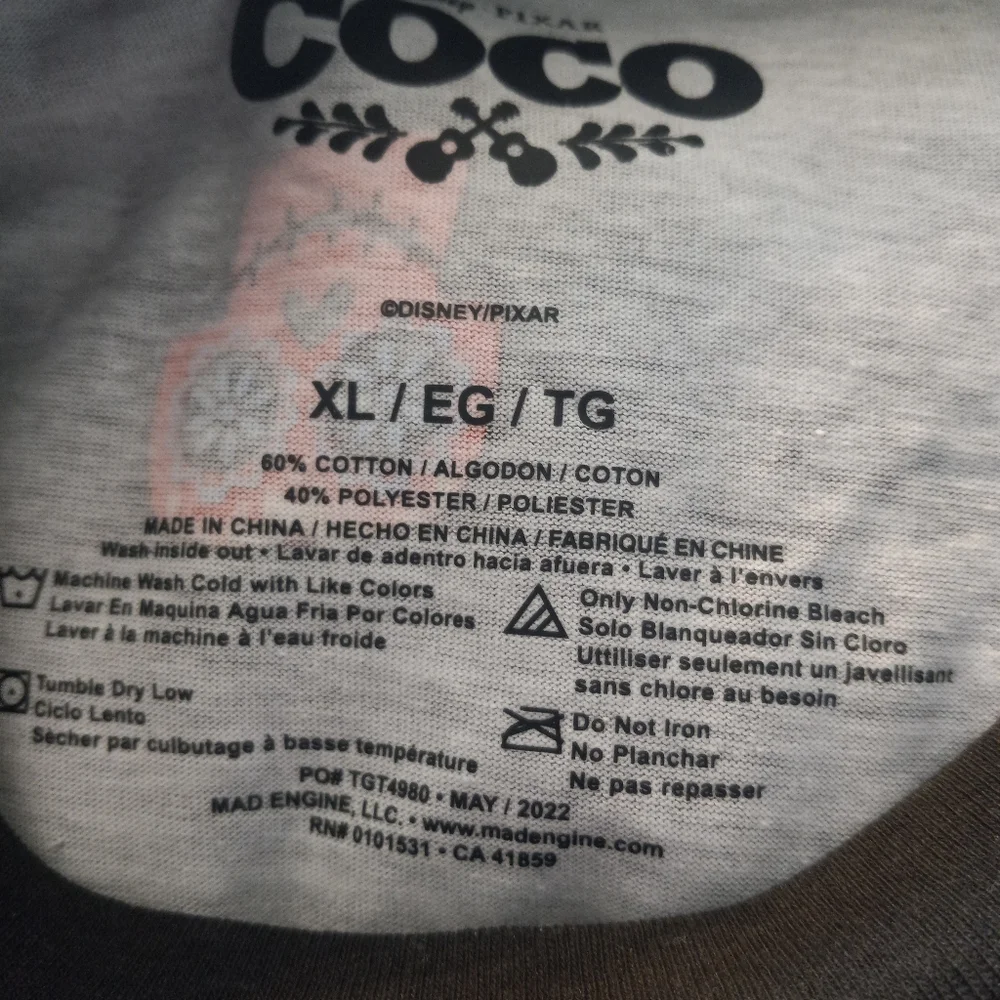 PIXAR
COCO
©DISNEY/PIXAR
XL / EG / TG
60% COTTON / ALGODON / COTON
40% POLYESTER / POLIESTER
MADE IN CHINA / HECHO EN CHINA / FABRIQUÉ EN CHINE
Wash inside out • Lavar de adentro hacia afuera • Laver à l'envers
Machine Wash Cold with Like Colors
Lavar En Maquina Agua Fria Por Colores
Laver à la machine à l'eau froide
Only Non-Chlorine Bleach
Solo Blanqueador Sin Cloro
Uttiliser seulement un javellisant
sans chlore au besoin
Tumble Dry Low
Ciclo Lento
Sècher par culbutage à basse température
Do Not Iron
No Planchar
Ne pas repasser
PO# TGT4980 • MAY / 2022
MAD ENGINE, LLC. • www.madengine.com
RN# 0101531 • CA 41859